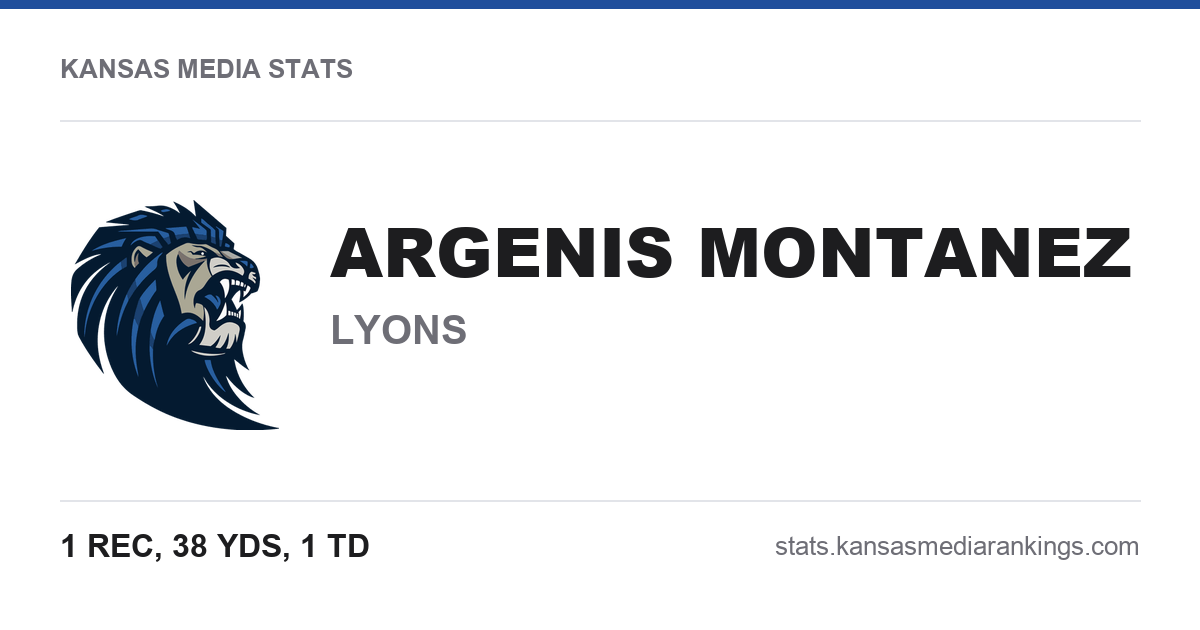 KANSAS MEDIA STATS
ARGENIS MONTANEZ
LYONS
1 REC, 38 YDS, 1 TD
stats.kansasmediarankings.com